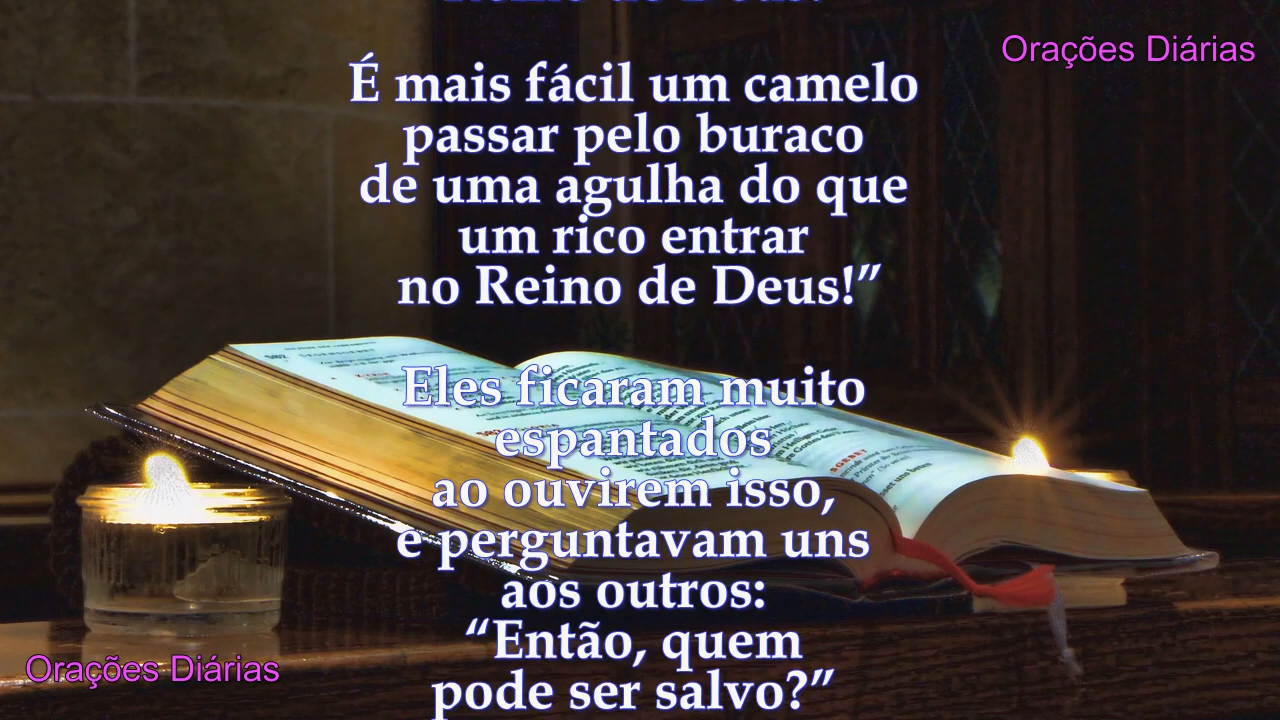 Orações Diárias
É mais fácil um camelo
passar pelo buraco
de uma agulha do que
um rico entrar
no Reino de Deus!”
Eles ficaram muito
espantados
ao ouvirem isso,
e perguntavam uns
aos outros:
“Então, quem
pode ser salvo?”
Orações Diárias